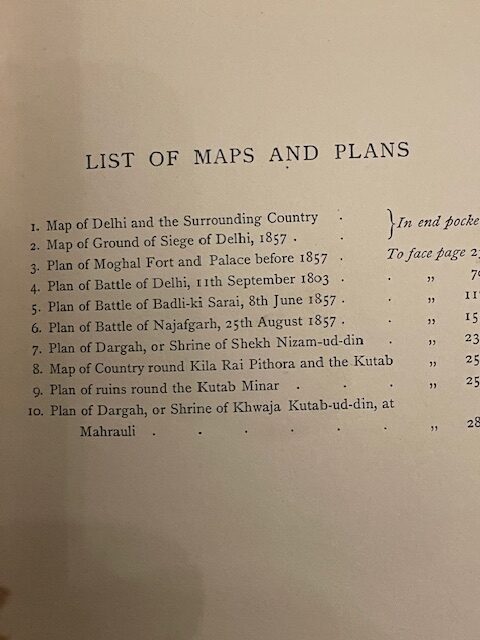 LIST OF MAPS AND PLANS
1. Map of Delhi and the Surrounding Country . }In end pocke
2. Map of Ground of Siege of Delhi, 1857 . .
3. Plan of Moghal Fort and Palace before 1857 . To face page 2
4. Plan of Battle of Delhi, 11th September 1803 . . „ 7
5. Plan of Battle of Badli-ki Sarai, 8th June 1857 . . „ 11
6. Plan of Battle of Najafgarh, 25th August 1857 . . „ 15
7. Plan of Dargah, or Shrine of Shekh Nizam-ud-din . „ 23
8. Map of Country round Kila Rai Pithora and the Kutab „ 25
9. Plan of ruins round the Kutab Minar . . . „ 25
10. Plan of Dargah, or Shrine of Khwaja Kutab-ud-din, at
Mahrauli . . . . . . „ 28